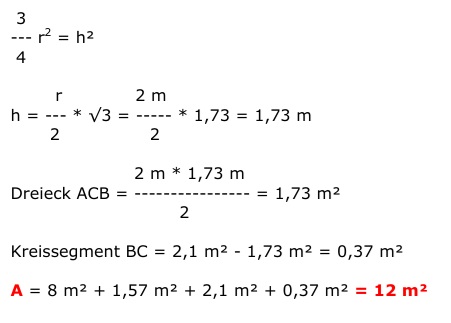 3
--- r² = h²
4
r 2 m
h = --- * √3 = ----- * 1,73 = 1,73 m
2 2
2 m * 1,73 m
Dreieck ACB = ---------------- = 1,73 m²
2
Kreissegment BC = 2,1 m² - 1,73 m² = 0,37 m²
A = 8 m² + 1,57 m² + 2,1 m² + 0,37 m² = 12 m²